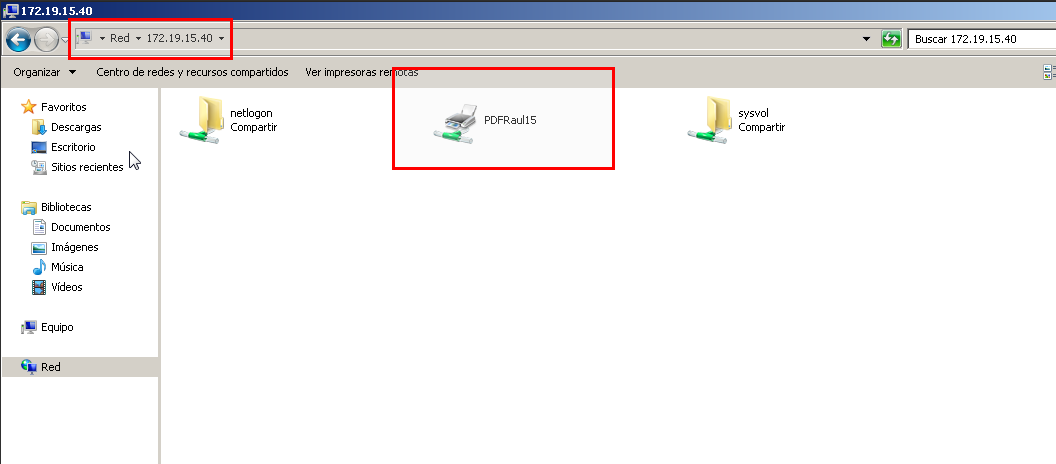 172.19.15.40
Red 172.19.15.40
Buscar 172.19.15.40
Organizar Centro de redes y recursos compartidos Ver impresoras remotas
Favoritos
Descargas
Escritorio
Sitios recientes
Bibliotecas
Documentos
Imágenes
Música
Vídeos
Equipo
Red
netlogon
Compartir
PDFRaul15
sysvol
Compartir